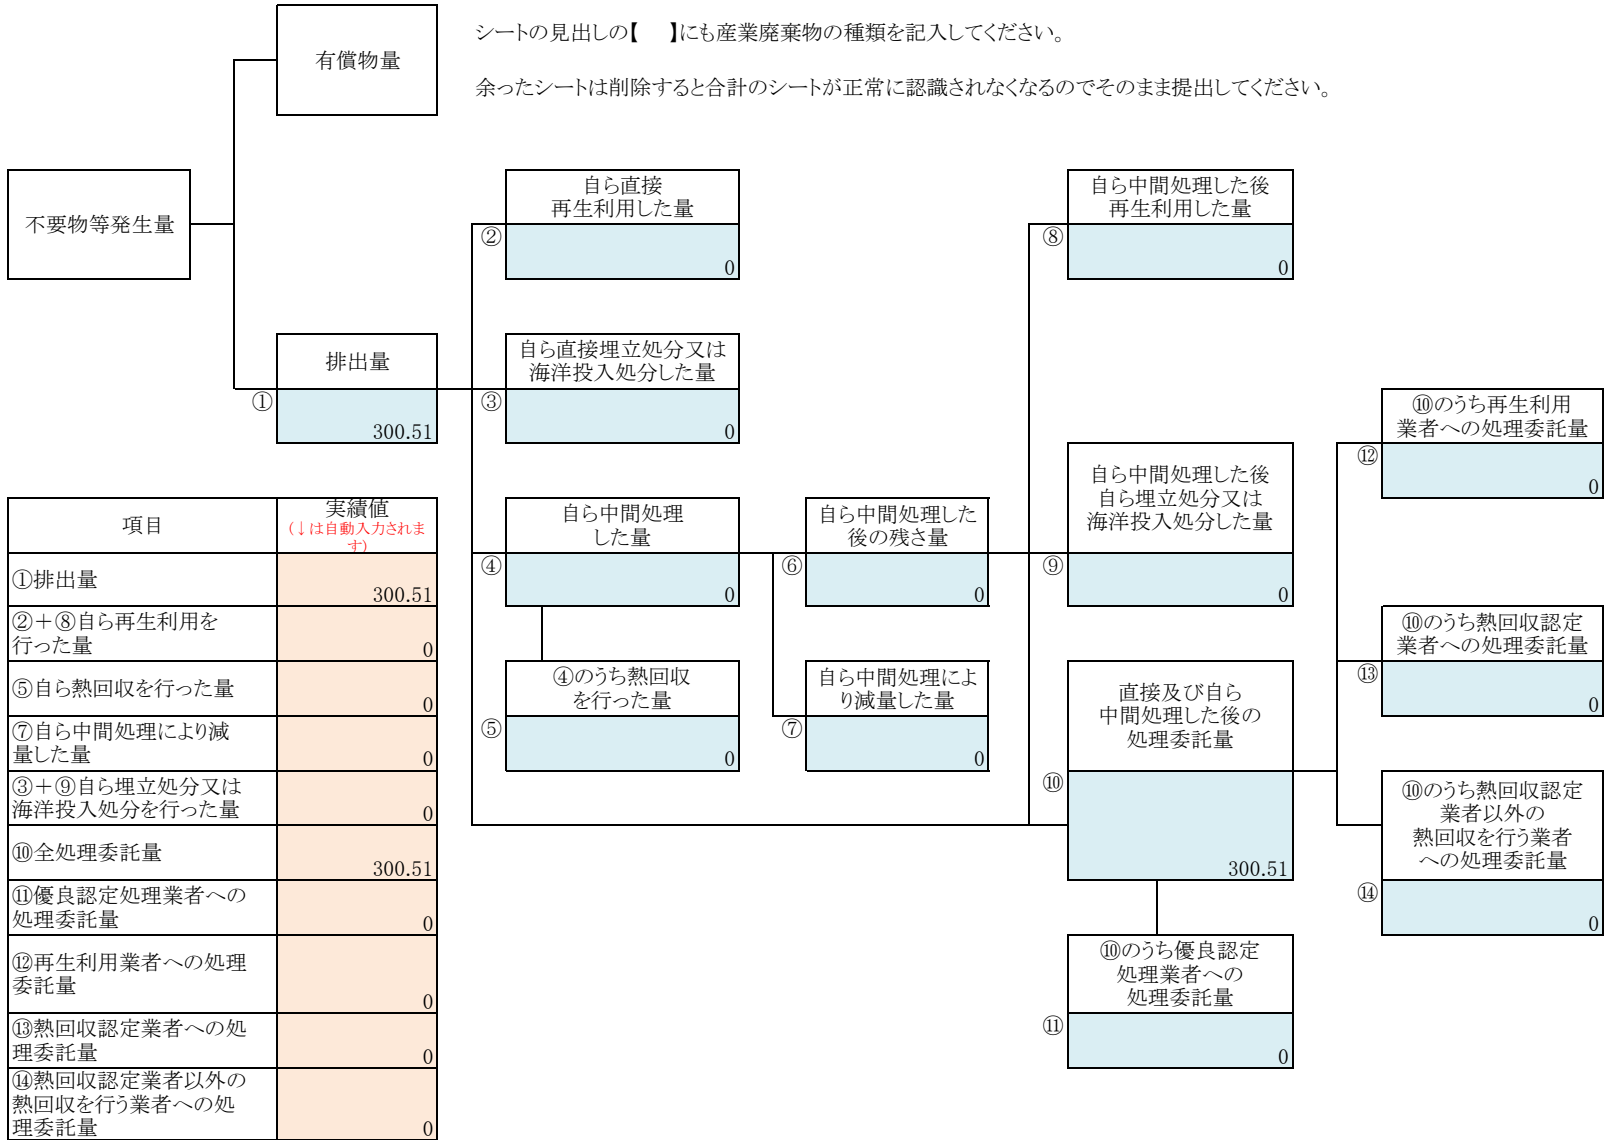 シートの見出しの【　】にも産業廃棄物の種類を記入してください。
有償物量
余ったシートは削除すると合計のシートが正常に認識されなくなるのでそのまま提出してください。
不要物等発生量
自ら直接
再生利用した量
②
0
自ら中間処理した後
再生利用した量
⑧
0
排出量
①
300.51
自ら直接埋立処分又は
海洋投入処分した量
③
0
⑩のうち再生利用
業者への処理委託量
⑫
0
自ら中間処理
した量
④
0
自ら中間処理した
後の残さ量
⑥
0
自ら中間処理した後
自ら埋立処分又は
海洋投入処分した量
⑨
0
⑩のうち熱回収認定
業者への処理委託量
⑬
0
④のうち熱回収
を行った量
⑤
0
自ら中間処理によ
り減量した量
⑦
0
直接及び自ら
中間処理した後の
処理委託量
⑩
300.51
⑩のうち熱回収認定
業者以外の
熱回収を行う業者
への処理委託量
⑭
0
⑩のうち優良認定
処理業者への
処理委託量
⑪
0
項目
実績値
(↓は自動入力されま
す)
①排出量
300.51
②＋⑧自ら再生利用を
行った量
0
⑤自ら熱回収を行った量
0
⑦自ら中間処理により減
量した量
0
③＋⑨自ら埋立処分又は
海洋投入処分を行った量
0
⑩全処理委託量
300.51
⑪優良認定処理業者への
処理委託量
0
⑫再生利用業者への処理
委託量
0
⑬熱回収認定業者への処
理委託量
0
⑭熱回収認定業者以外の
熱回収を行う業者への処
理委託量
0